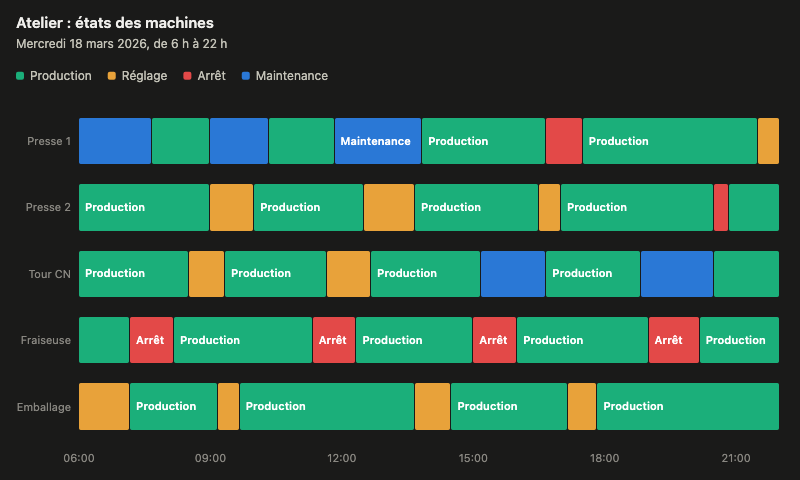 Atelier : états des machines
Mercredi 18 mars 2026, de 6 h à 22 h
Production Réglage Arrêt Maintenance
Presse 1 Maintenance Production Production
Presse 2 Production Production Production Production
Tour CN Production Production Production Production
Fraiseuse Arrêt Production Arrêt Production Arrêt Production Arrêt Production
Emballage Production Production Production Production
06:00 09:00 12:00 15:00 18:00 21:00